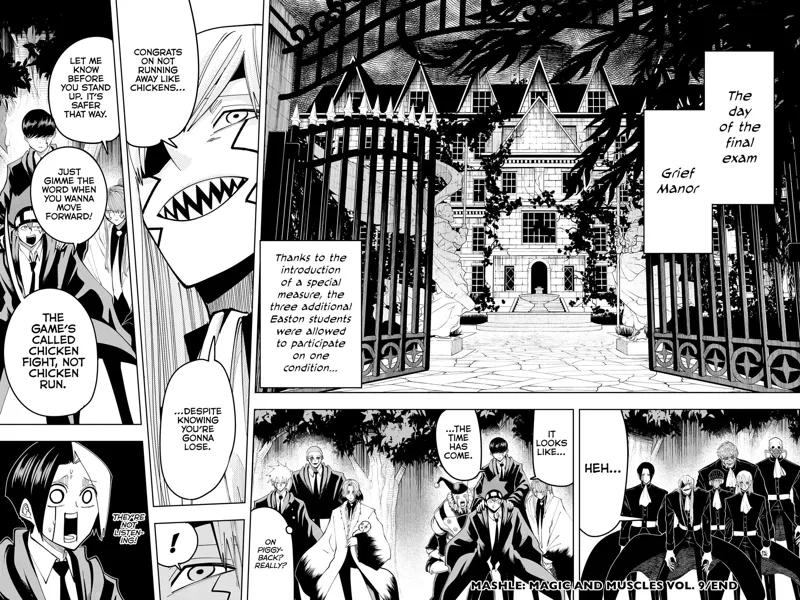 The day
of the
final
exam
Grief
Manor
Thanks to the
introduction
of a special
measure, the
three additional
Easton students
were allowed
to participate
on one
condition...
HEH...
IT
LOOKS
LIKE...
...THE
TIME
HAS
COME.
ON
PIGGY-
BACK?
REALLY?
CONGRATS
ON NOT
RUNNING
AWAY LIKE
CHICKENS...
...DESPITE
KNOWING
YOU'RE
GONNA
LOSE.
!
LET ME
KNOW
BEFORE
YOU STAND
UP. IT'S
SAFER
THAT WAY.
JUST
GIMME THE
WORD WHEN
YOU WANNA
MOVE
FORWARD!
THE
GAME'S
CALLED
CHICKEN
FIGHT, NOT
CHICKEN
RUN.
THEY'RE
NOT
LISTEN-
ING!
MASHLE: MAGIC AND MUSCLES VOL. 9/END